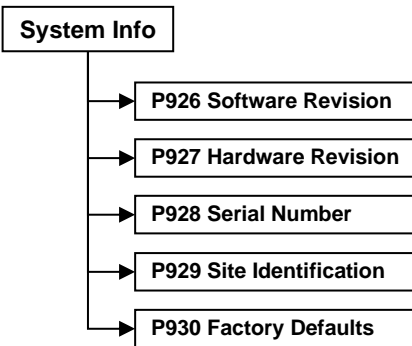 System Info
P926 Software Revision
P927 Hardware Revision
P928 Serial Number
P929 Site Identification
P930 Factory Defaults